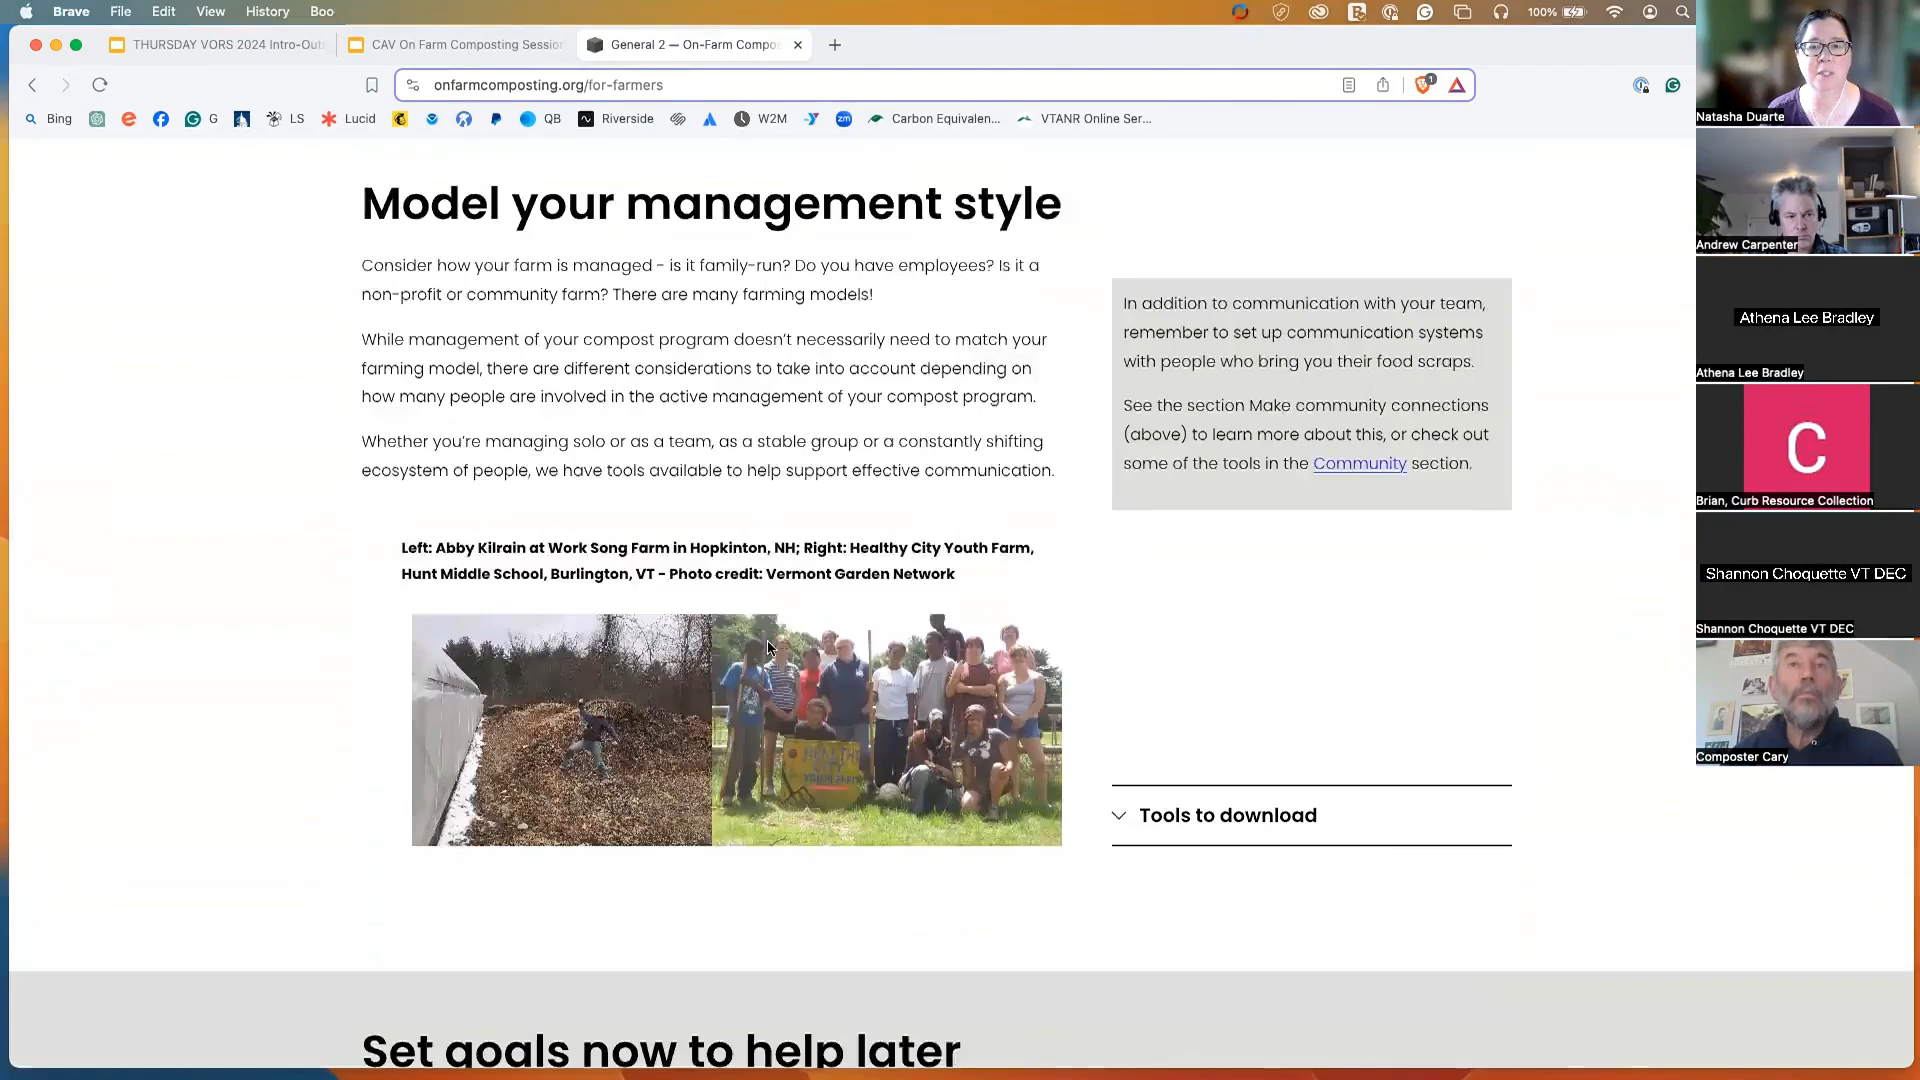 Brave File Edit View History Boo 100%
THURSDAY VORS 2024 Intro-Out
CAV On Farm Composting Session
General 2 — On-Farm Compo
onfarmcomposting.org/for-farmers
1
Bing G LS Lucid QB Riverside W2M zm Carbon Equivalen... VTANR Online Ser...
Model your management style
Consider how your farm is managed - is it family-run? Do you have employees? Is it a
non-profit or community farm? There are many farming models!
While management of your compost program doesn't necessarily need to match your
farming model, there are different considerations to take into account depending on
how many people are involved in the active management of your compost program.
Whether you're managing solo or as a team, as a stable group or a constantly shifting
ecosystem of people, we have tools available to help support effective communication.
Left: Abby Kilrain at Work Song Farm in Hopkinton, NH; Right: Healthy City Youth Farm,
Hunt Middle School, Burlington, VT - Photo credit: Vermont Garden Network
In addition to communication with your team,
remember to set up communication systems
with people who bring you their food scraps.
See the section Make community connections
(above) to learn more about this, or check out
some of the tools in the Community section.
Tools to download
Set goals now to help later
Natasha Duarte
Andrew Carpenter
Athena Lee Bradley
Athena Lee Bradley
C
Brian, Curb Resource Collection
Shannon Choquette VT DEC
Shannon Choquette VT DEC
Composter Cary